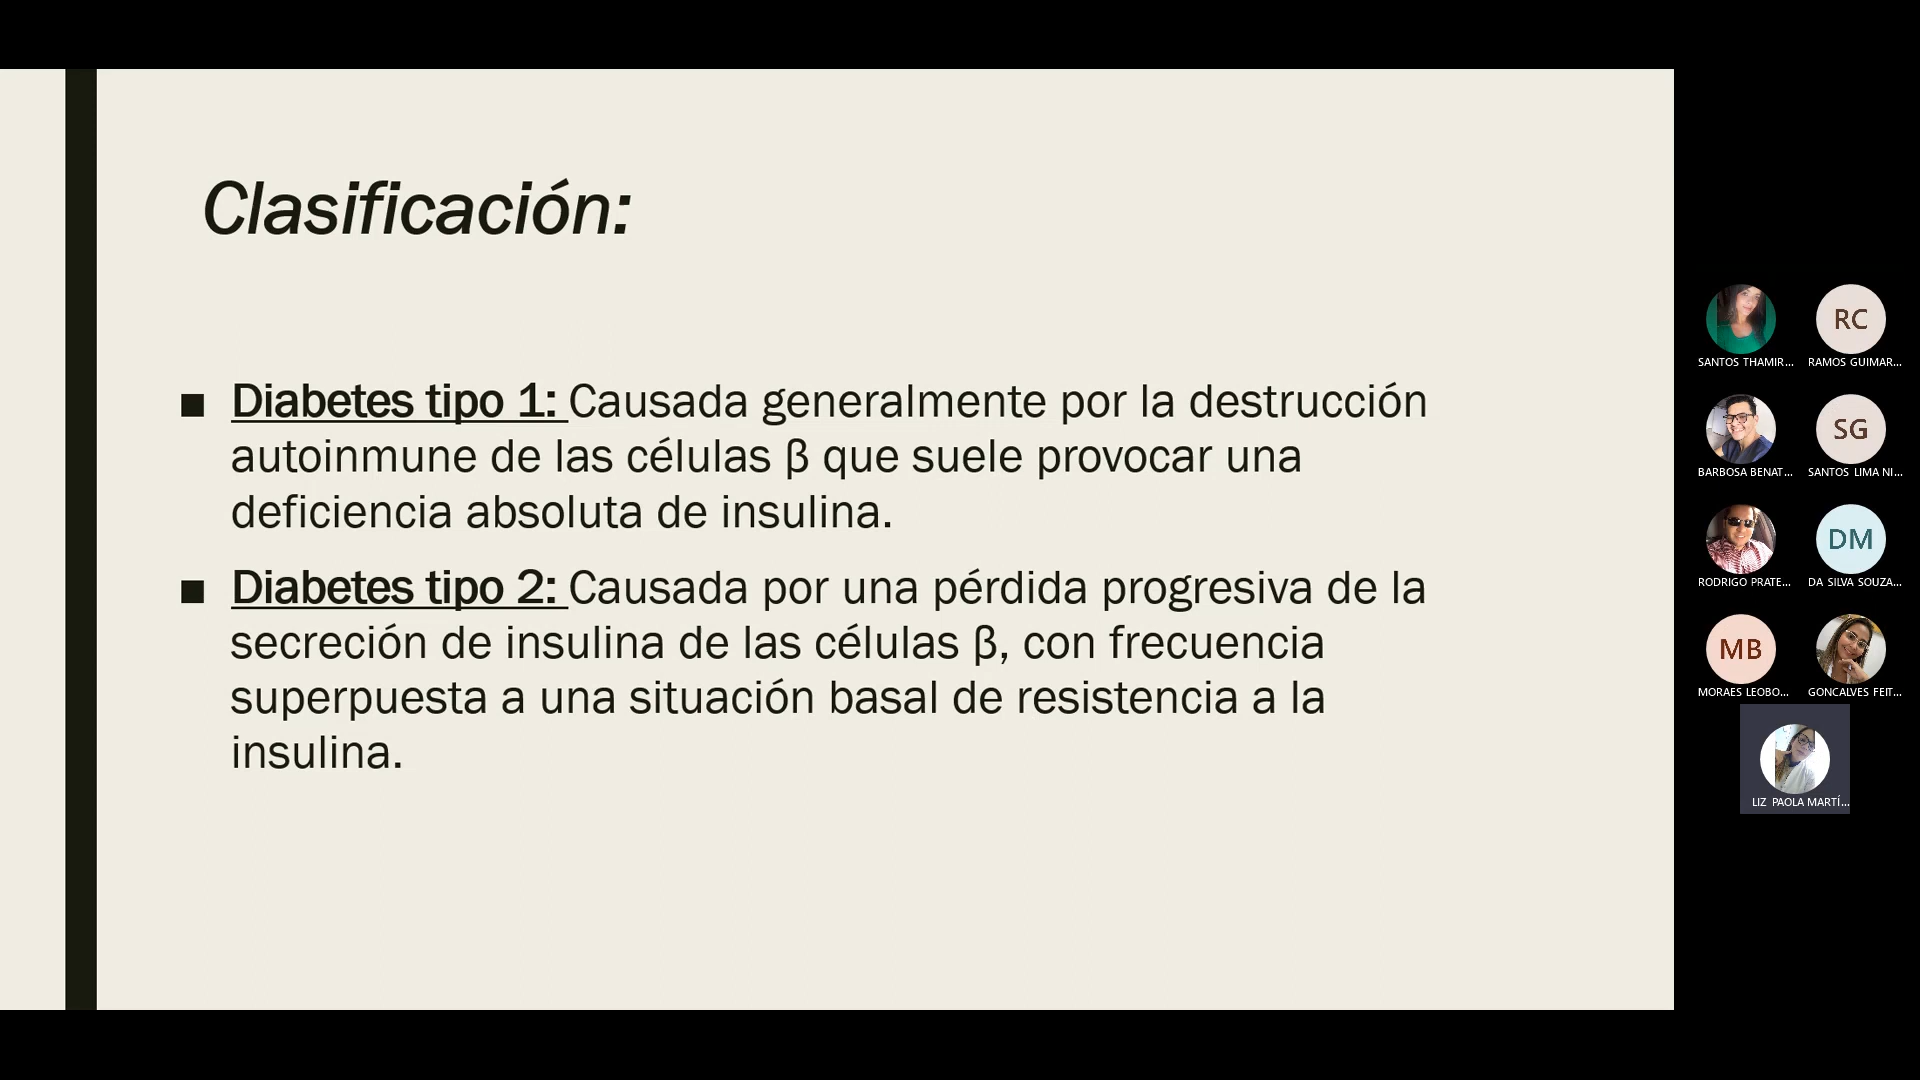 Clasificación:
■ Diabetes tipo 1: Causada generalmente por la destrucción
autoinmune de las células β que suele provocar una
deficiencia absoluta de insulina.
■ Diabetes tipo 2: Causada por una pérdida progresiva de la
secreción de insulina de las células β, con frecuencia
superpuesta a una situación basal de resistencia a la
insulina.
RC
SANTOS THAMIR...
RAMOS GUIMAR...
SG
BARBOSA BENAT...
SANTOS LIMA NI...
DM
RODRIGO PRATE...
DA SILVA SOUZA...
MB
MORAES LEOBO...
GONCALVES FEIT...
LIZ PAOLA MARTÍ...